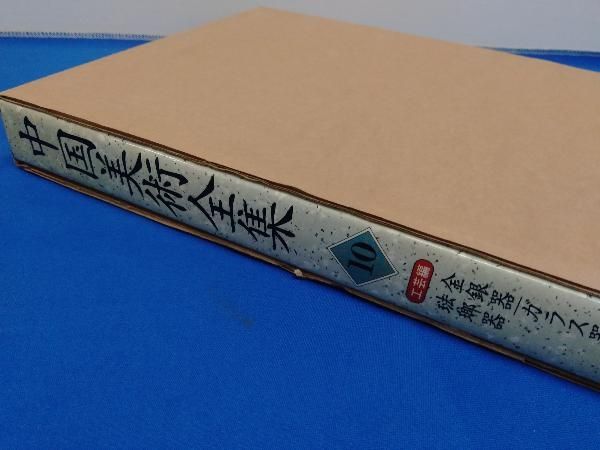 中国美術全集
10
工芸編
金銀器/ガラス器
琺瑯器